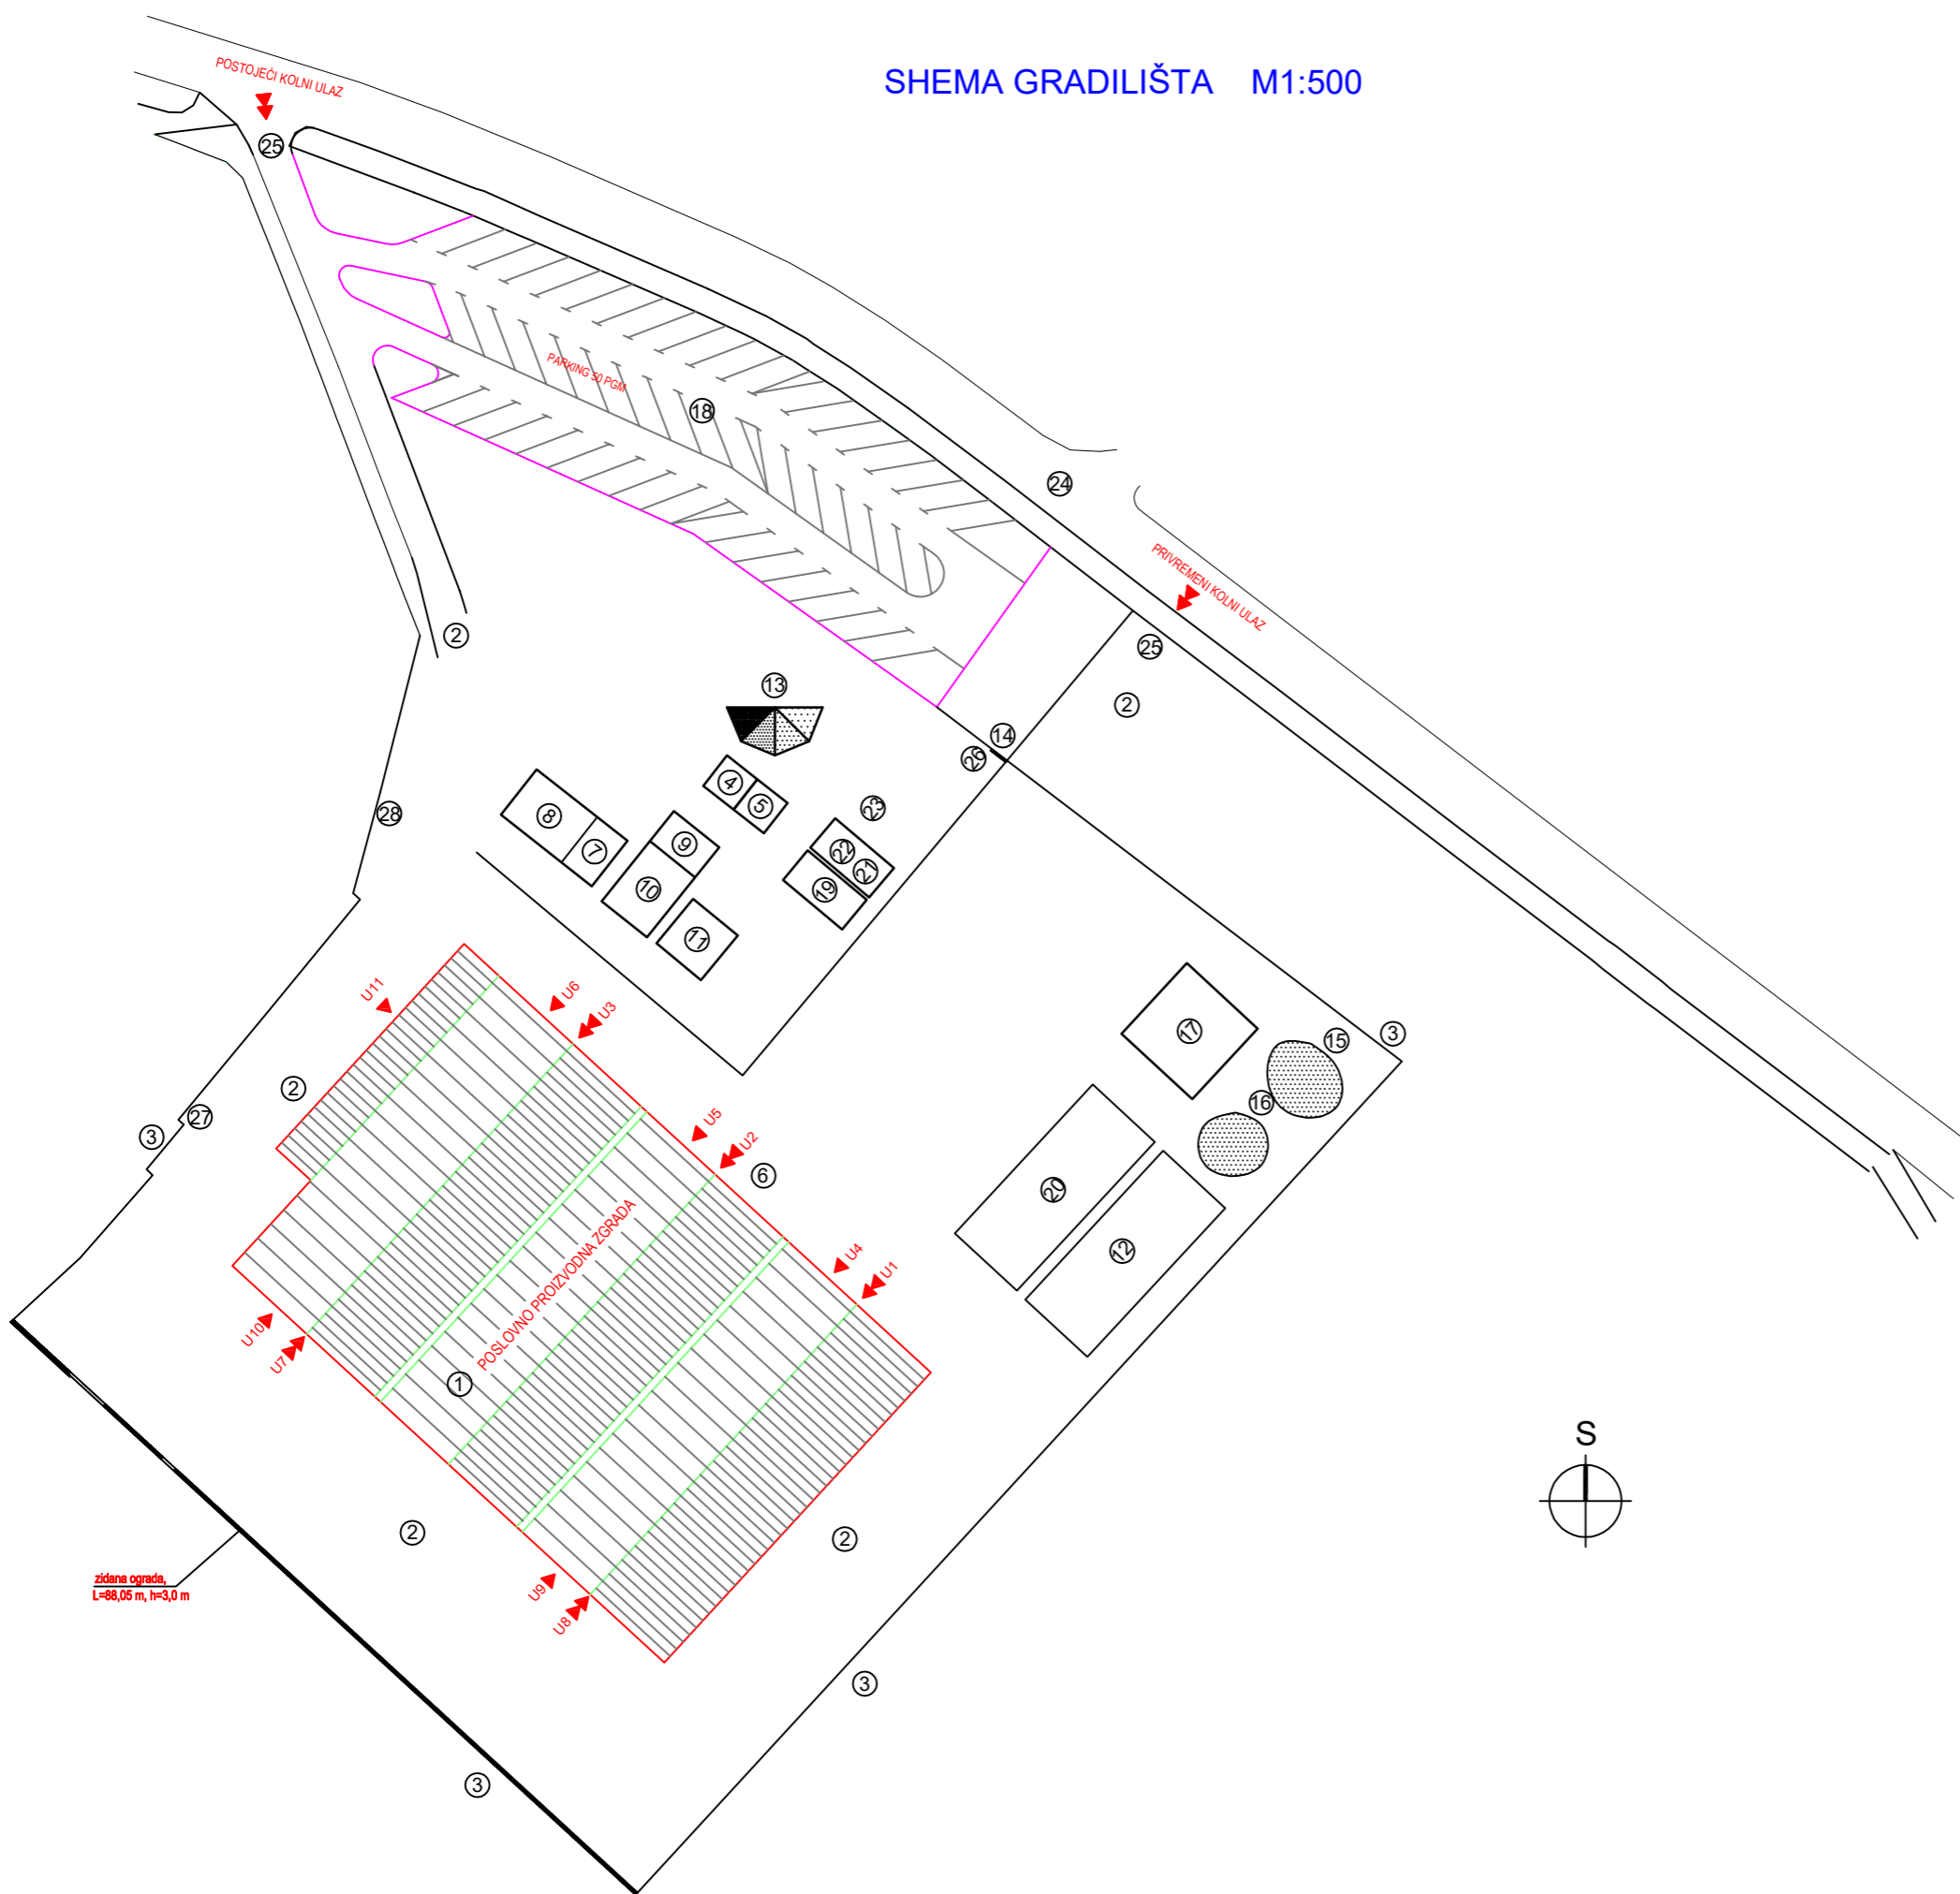 SHEMA GRADILIŠTA M1:500
POSTOJEĆI KOLNI ULAZ
25
PARKING 50 PGM
18
24
PRIVREMENI KOLNI ULAZ
2
25
13
2
14
26
4
5
23
8
7
28
9
22
21
10
19
11
U11
U6
U3
17
15
3
2
27
3
16
U5
U2
6
20
12
POSLOVNO PROIZVODNA ZGRADA
U4
U1
U10
U7
1
S
2
2
zidana ograda,
L=88,05 m, h=3,0 m
U9
U8
3
3